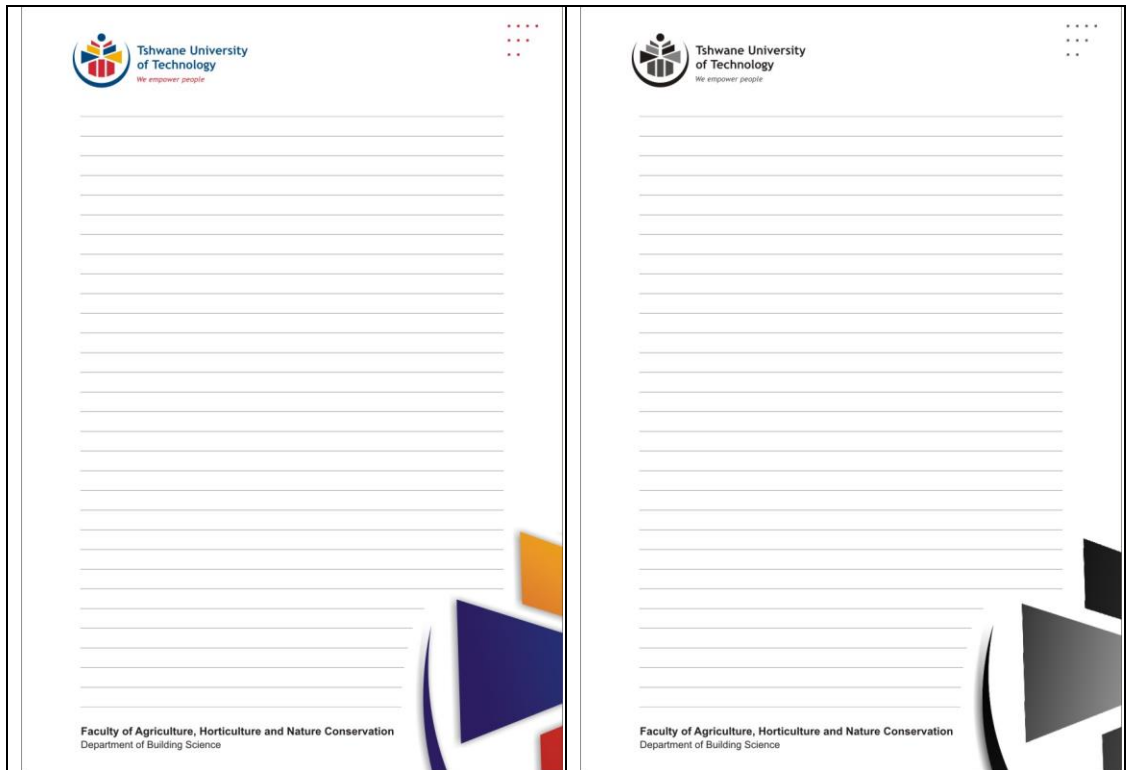 Tshwane University
of Technology
We empower people
Faculty of Agriculture, Horticulture and Nature Conservation
Department of Building Science
Tshwane University
of Technology
We empower people
Faculty of Agriculture, Horticulture and Nature Conservation
Department of Building Science